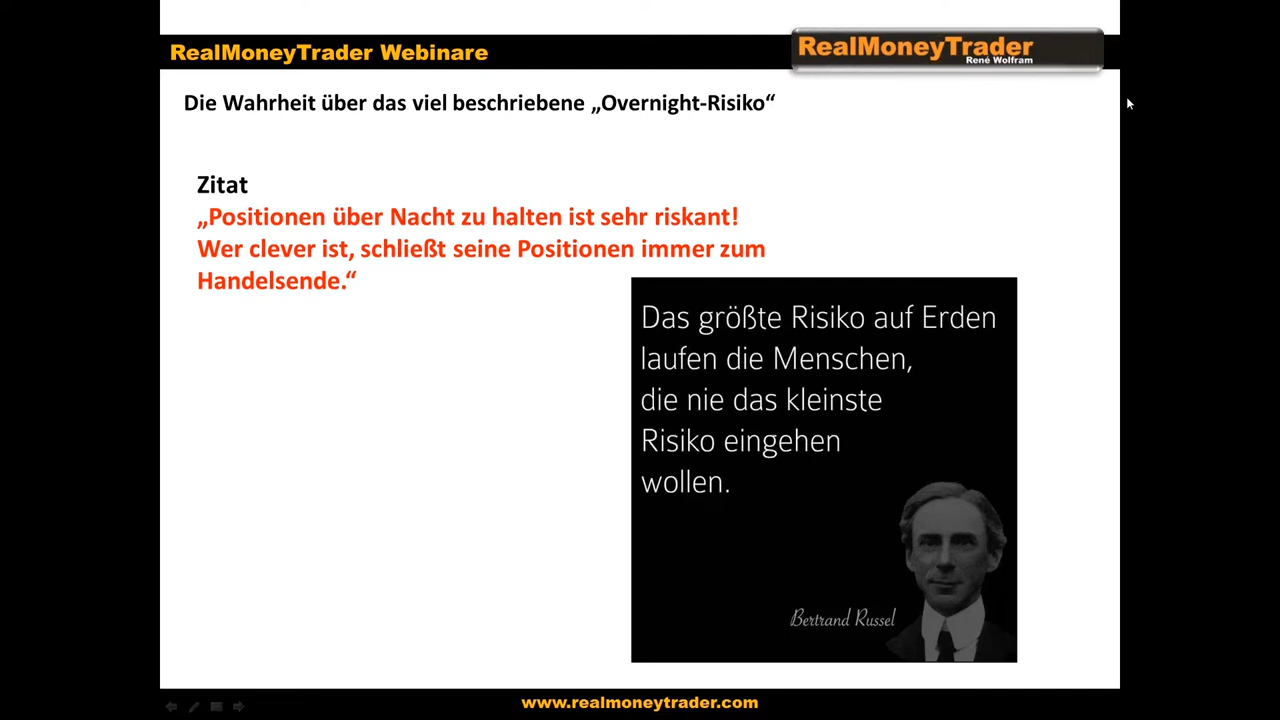 RealMoneyTrader Webinare
RealMoneyTrader
René Wolfram
Die Wahrheit über das viel beschriebene „Overnight-Risiko“
Zitat
„Positionen über Nacht zu halten ist sehr riskant!
Wer clever ist, schließt seine Positionen immer zum
Handelsende.“
Das größte Risiko auf Erden
laufen die Menschen,
die nie das kleinste
Risiko eingehen
wollen.
Bertrand Russel
www.realmoneytrader.com